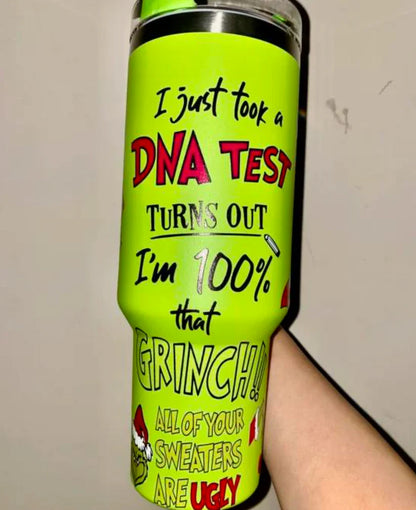 I just took a
DNA TEST
TURNS OUT
I'm 100%
that
GRINCH!!
ALL OF YOUR
SWEATERS
ARE UGLY